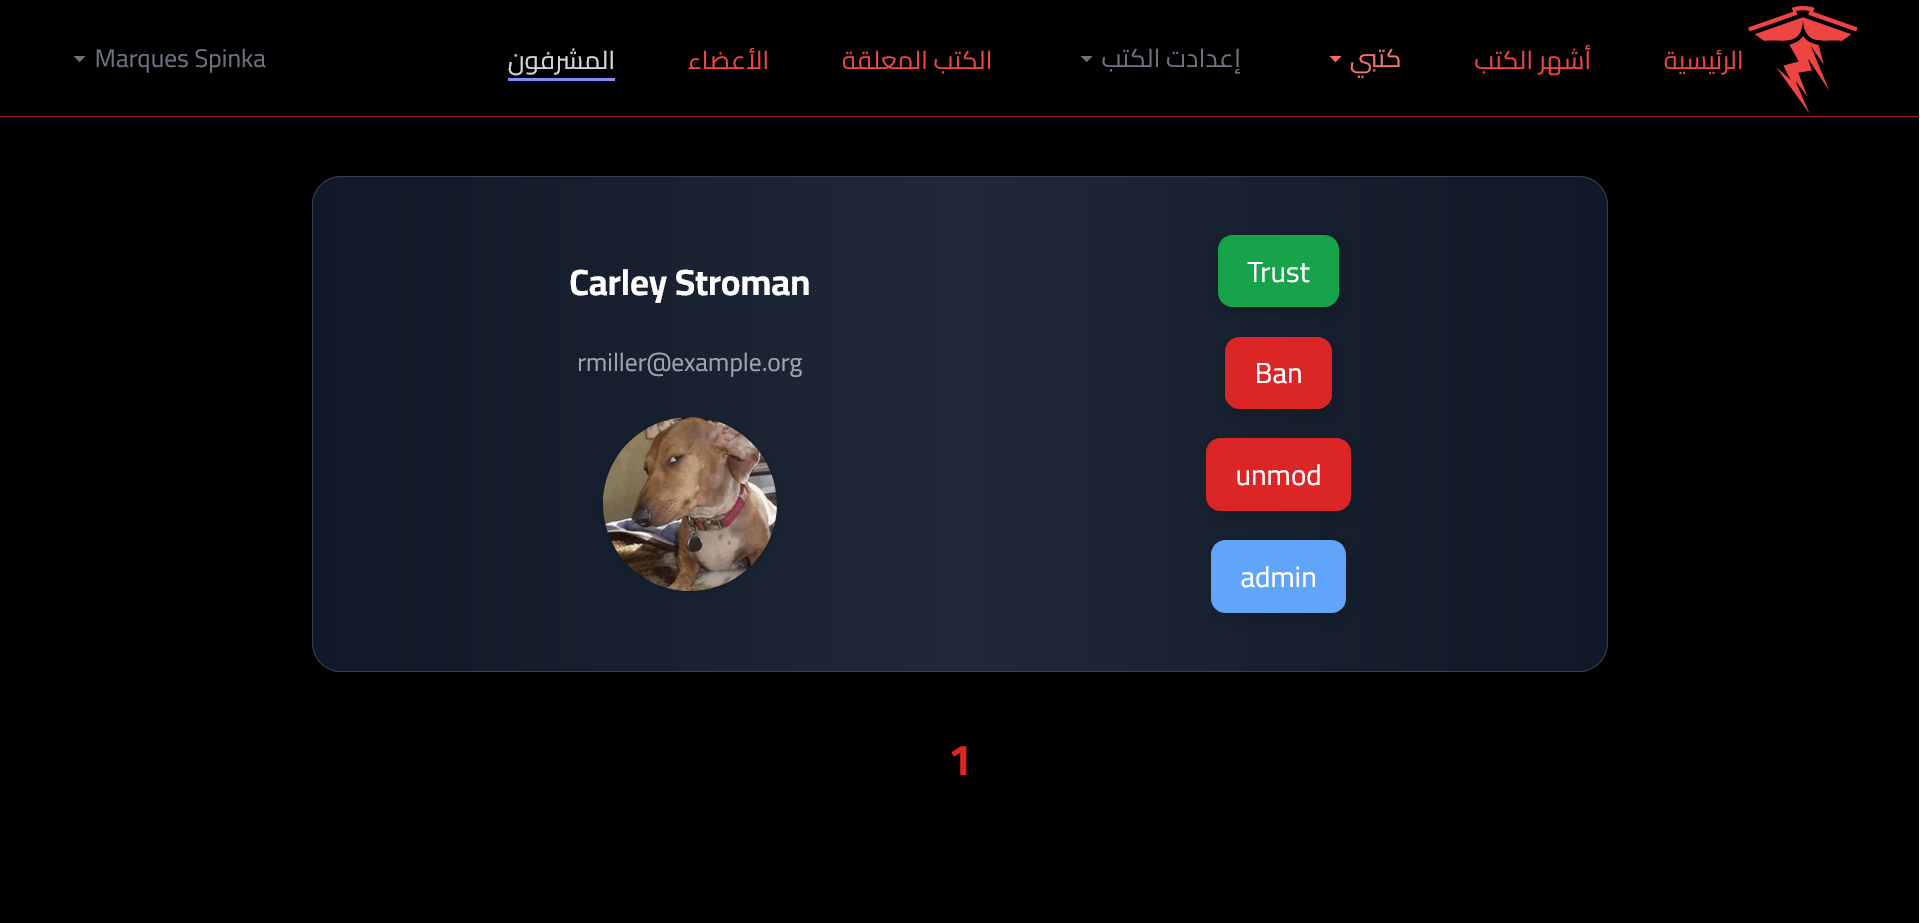 الرئيسية
أشهر الكتب
كتبي
إعدادت الكتب
الكتب المعلقة
الأعضاء
المشرفون
Marques Spinka
Carley Stroman
rmiller@example.org
Trust
Ban
unmod
admin
1